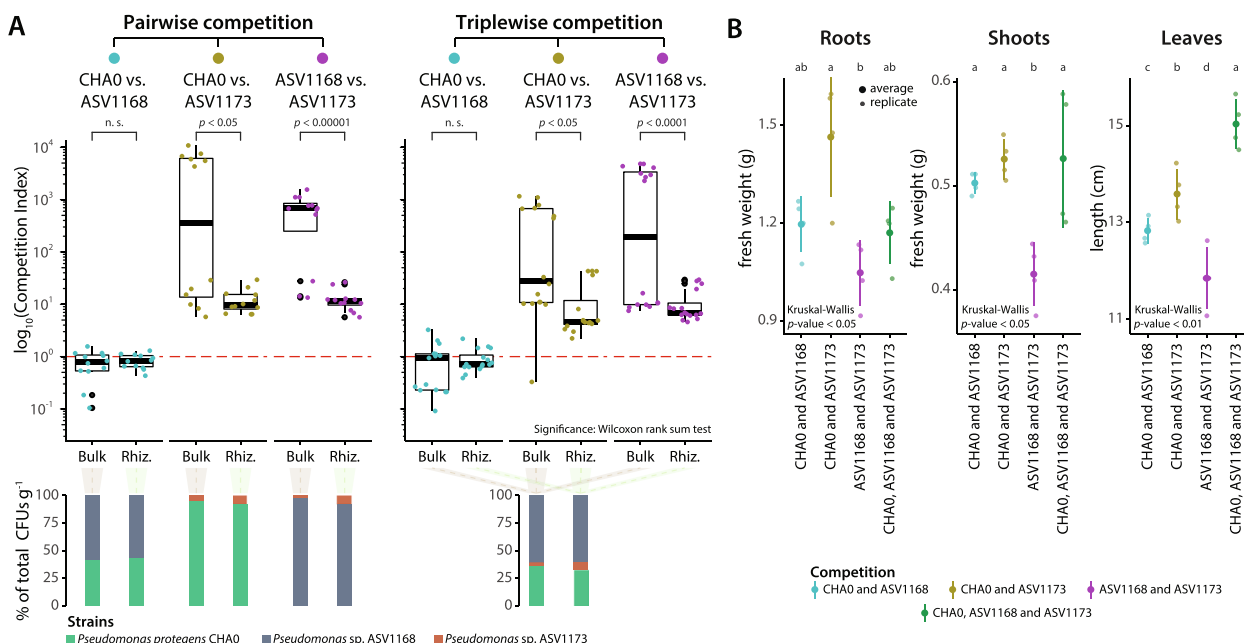 A
Pairwise competition
Triplewise competition
CHA0 vs. ASV1168
CHA0 vs. ASV1173
ASV1168 vs. ASV1173
CHA0 vs. ASV1168
CHA0 vs. ASV1173
ASV1168 vs. ASV1173
n. s.
p < 0.05
p < 0.00001
n. s.
p < 0.05
p < 0.0001
log10(Competition Index)
10^4
10^3
10^2
10^1
10^0
10^-1
Significance: Wilcoxon rank sum test
Bulk Rhiz. Bulk Rhiz. Bulk Rhiz. Bulk Rhiz. Bulk Rhiz. Bulk Rhiz.
% of total CFUs g-1
100
75
50
25
0
100
75
50
25
0
Strains
Pseudomonas protegens CHA0
Pseudomonas sp. ASV1168
Pseudomonas sp. ASV1173
B
Roots
ab a b ab
average
replicate
fresh weight (g)
1.5
1.2
0.9
Kruskal-Wallis
p-value < 0.05
CHA0 and ASV1168
CHA0 and ASV1173
ASV1168 and ASV1173
CHA0, ASV1168 and ASV1173
Shoots
a a b a
fresh weight (g)
0.6
0.5
0.4
Kruskal-Wallis
p-value < 0.05
CHA0 and ASV1168
CHA0 and ASV1173
ASV1168 and ASV1173
CHA0, ASV1168 and ASV1173
Leaves
c b d a
length (cm)
15
13
11
Kruskal-Wallis
p-value < 0.01
CHA0 and ASV1168
CHA0 and ASV1173
ASV1168 and ASV1173
CHA0, ASV1168 and ASV1173
Competition
CHA0 and ASV1168
CHA0 and ASV1173
ASV1168 and ASV1173
CHA0, ASV1168 and ASV1173